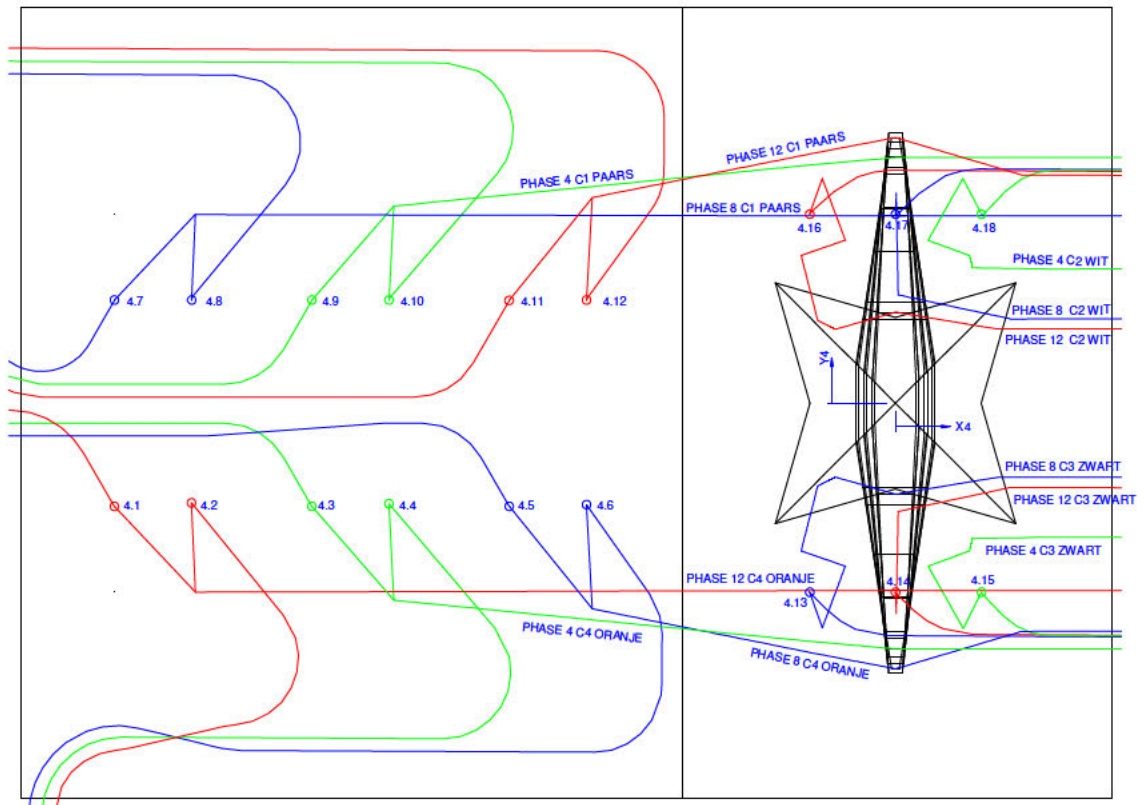 PHASE 12 C1 PAARS
PHASE 4 C1 PAARS
PHASE 8 C1 PAARS
4.16
4.17
4.18
PHASE 4 C2 WIT
4.7
4.8
4.9
4.10
4.11
4.12
PHASE 8 C2 WIT
PHASE 12 C2 WIT
Y4
X4
PHASE 8 C3 ZWART
PHASE 12 C3 ZWART
4.1
4.2
4.3
4.4
4.5
4.6
PHASE 4 C3 ZWART
PHASE 12 C4 ORANJE
4.13
4.14
4.15
PHASE 4 C4 ORANJE
PHASE 8 C4 ORANJE